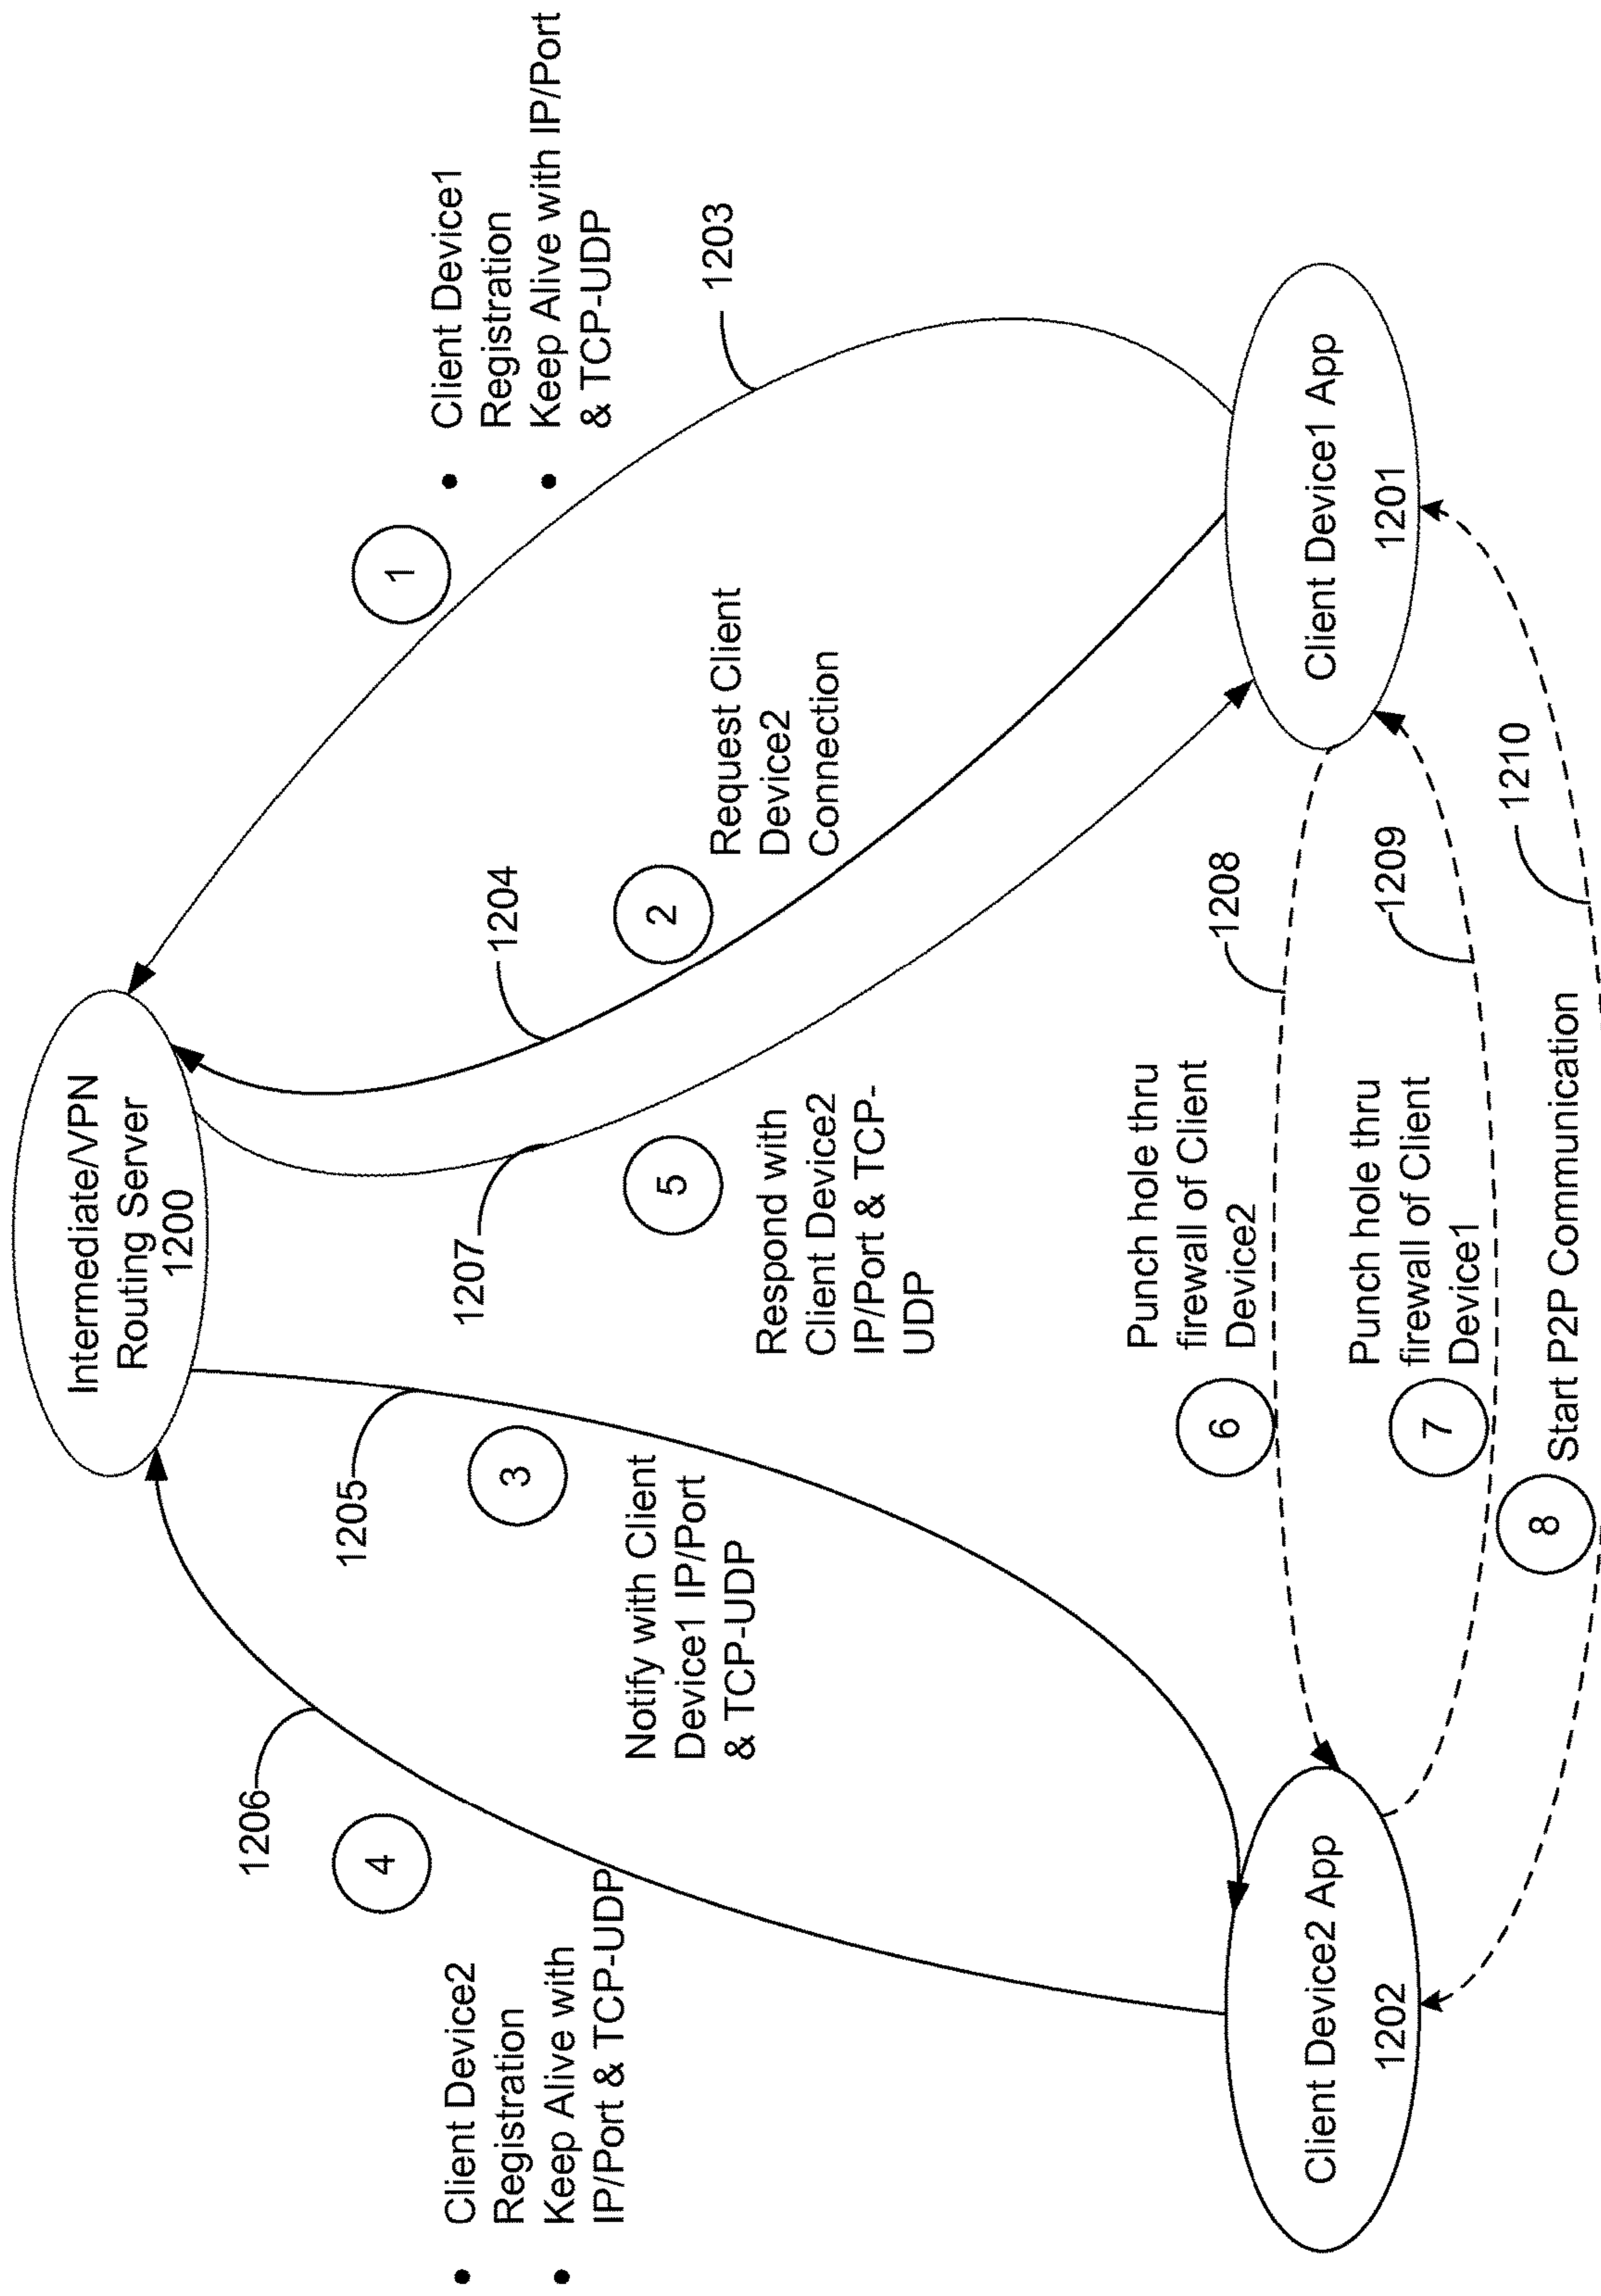 Intermediate/VPN
Routing Server
1200
1
• Client Device1
Registration
• Keep Alive with IP/Port
& TCP-UDP
1203
1204
2
Request Client
Device2
Connection
1205
3
Notify with Client
Device1 IP/Port
& TCP-UDP
1206
4
• Client Device2
Registration
• Keep Alive with
IP/Port & TCP-UDP
1207
5
Respond with
Client Device2
IP/Port & TCP-
UDP
1208
6
Punch hole thru
firewall of Client
Device2
1209
7
Punch hole thru
firewall of Client
Device1
Client Device2 App
1202
Client Device1 App
1201
8
Start P2P Communication
1210